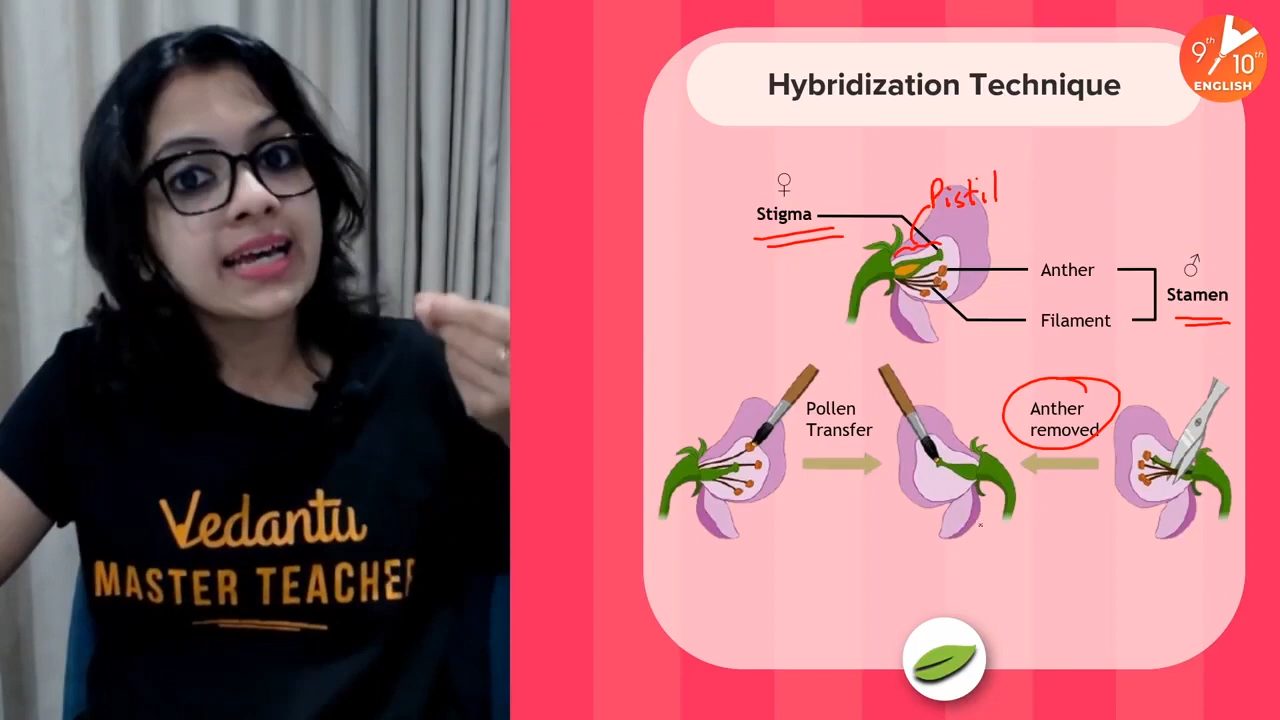 Vedantu
MASTER TEACHER
Hybridization Technique
9th
10th
ENGLISH
♀
Stigma
Pistil
Anther
Filament
♂
Stamen
Pollen
Transfer
Anther
removed